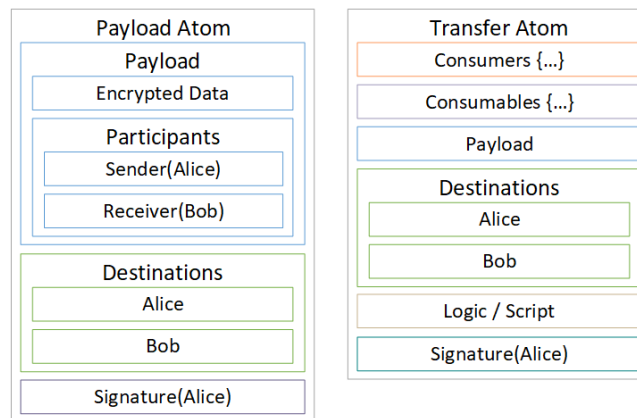 Payload Atom
Payload
Encrypted Data
Participants
Sender(Alice)
Receiver(Bob)
Destinations
Alice
Bob
Signature(Alice)
Transfer Atom
Consumers {...}
Consumables {...}
Payload
Destinations
Alice
Bob
Logic / Script
Signature(Alice)